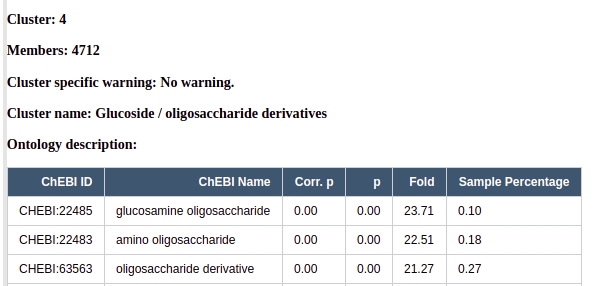 Cluster: 4
Members: 4712
Cluster specific warning: No warning.
Cluster name: Glucoside / oligosaccharide derivatives
Ontology description:
ChEBI ID ChEBI Name Corr. p p Fold Sample Percentage
CHEBI:22485 glucosamine oligosaccharide 0.00 0.00 23.71 0.10
CHEBI:22483 amino oligosaccharide 0.00 0.00 22.51 0.18
CHEBI:63563 oligosaccharide derivative 0.00 0.00 21.27 0.27